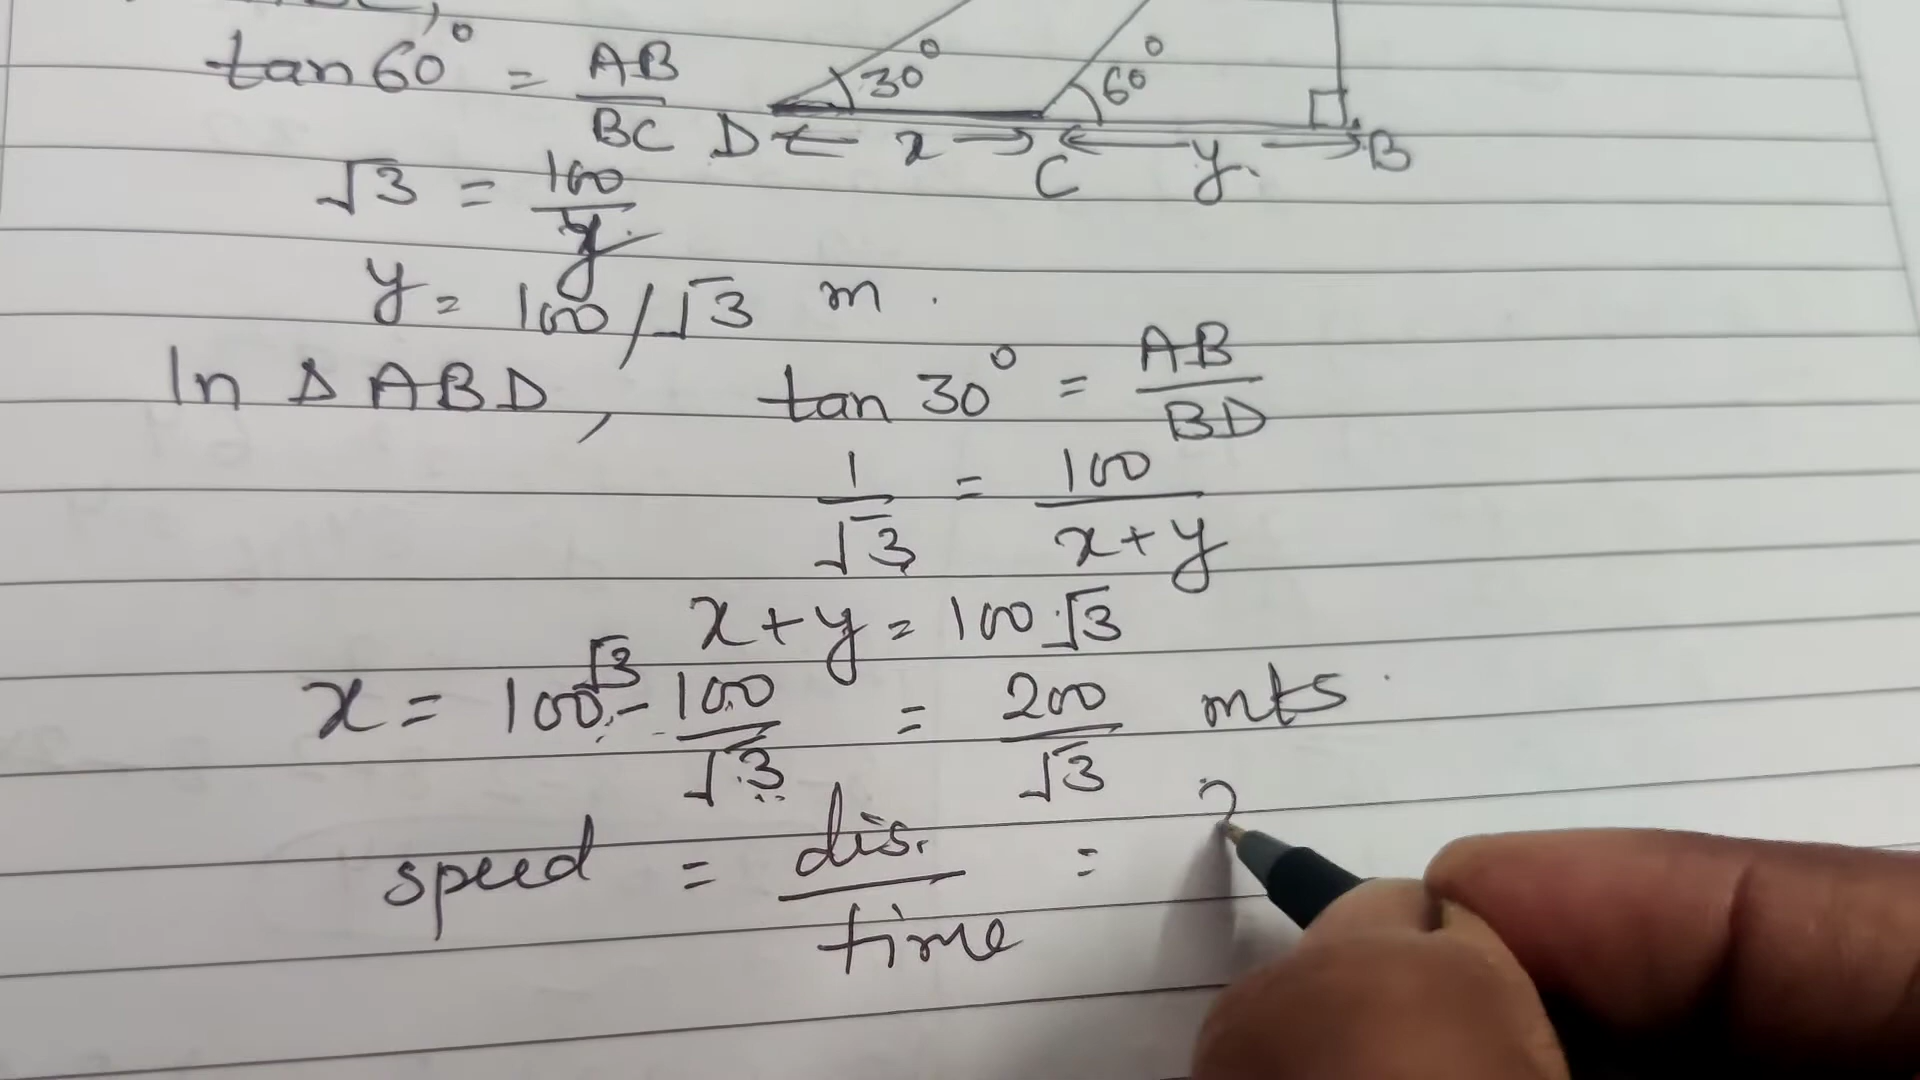 tan 60° = AB/BC
30° 60°
D x C y B
√3 = 100/y
y = 100/√3 m.
In Δ ABD, tan 30° = AB/BD
1/√3 = 100/x+y
x+y = 100√3
x = 100√3 - 100/√3 = 200/√3 mts.
speed = dis./time =